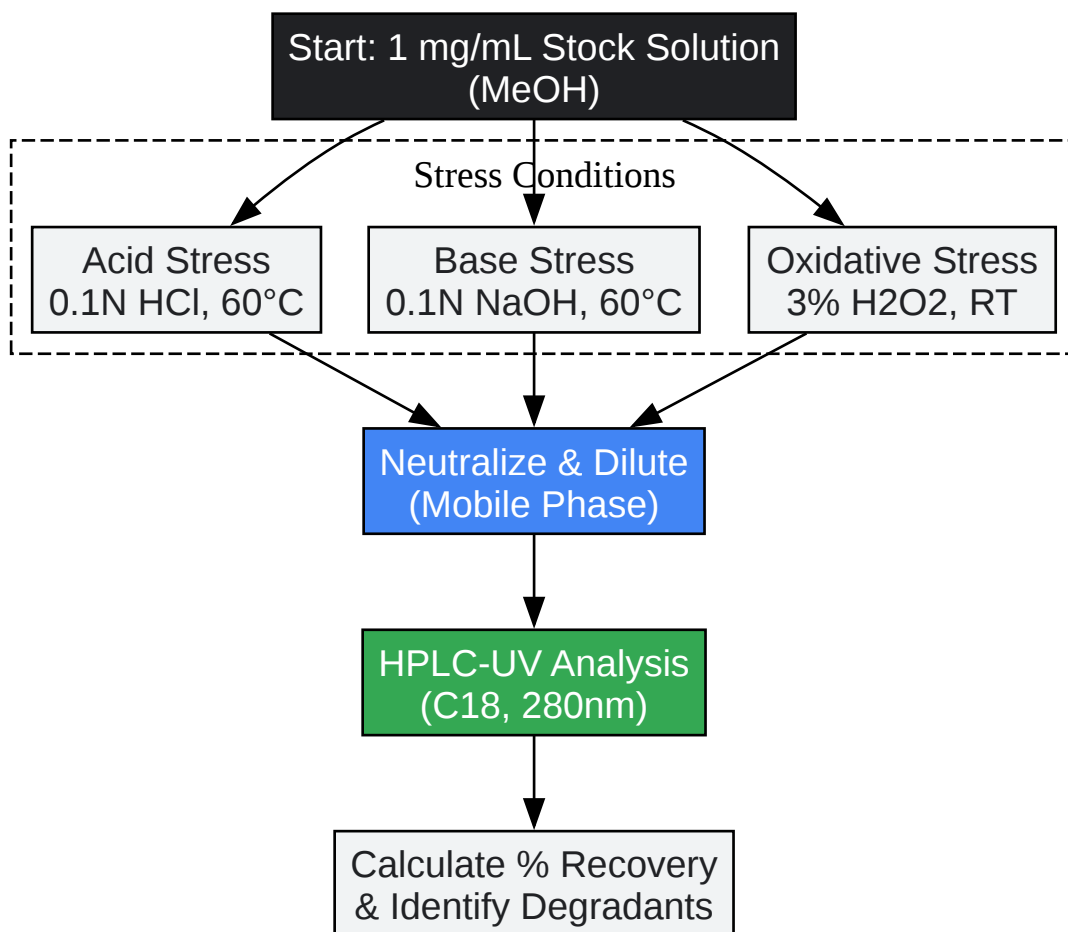 Start: 1 mg/mL Stock Solution
(MeOH)
Stress Conditions
Acid Stress
0.1N HCl, 60°C
Base Stress
0.1N NaOH, 60°C
Oxidative Stress
3% H2O2, RT
Neutralize & Dilute
(Mobile Phase)
HPLC-UV Analysis
(C18, 280nm)
Calculate % Recovery
& Identify Degradants